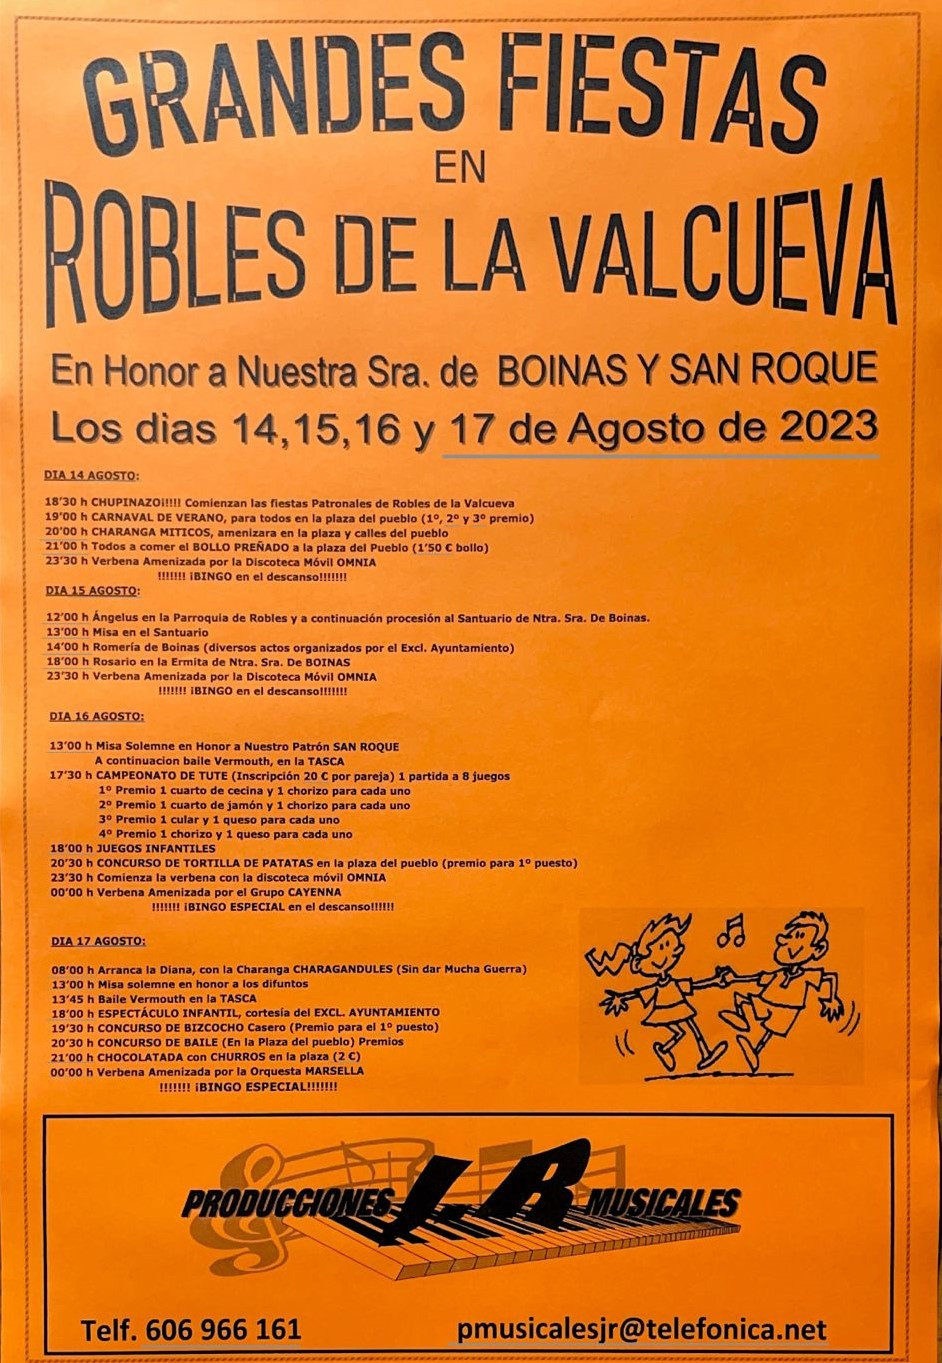 GRANDES FIESTAS
EN
ROBLES DE LA VALCUEVA
En Honor a Nuestra Sra. de BOINAS Y SAN ROQUE
Los dias 14,15,16 y 17 de Agosto de 2023
DIA 14 AGOSTO:
18'30 h CHUPINAZO¡!!!! Comienzan las fiestas Patronales de Robles de la Valcueva
19'00 h CARNAVAL DE VERANO, para todos en la plaza del pueblo (1º, 2º y 3º premio)
20'00 h CHARANGA MITICOS, amenizara en la plaza y calles del pueblo
21'00 h Todos a comer el BOLLO PREÑADO a la plaza del Pueblo (1'50 € bollo)
23'30 h Verbena Amenizada por la Discoteca Móvil OMNIA
!!!!!!! ¡BINGO en el descanso!!!!!!!
DIA 15 AGOSTO:
12'00 h Ángelus en la Parroquia de Robles y a continuación procesión al Santuario de Ntra. Sra. De Boinas.
13'00 h Misa en el Santuario
14'00 h Romería de Boinas (diversos actos organizados por el Excl. Ayuntamiento)
18'00 h Rosario en la Ermita de Ntra. Sra. De BOINAS
23'30 h Verbena Amenizada por la Discoteca Móvil OMNIA
!!!!!!! ¡BINGO en el descanso!!!!!!!
DIA 16 AGOSTO:
13'00 h Misa Solemne en Honor a Nuestro Patrón SAN ROQUE
A continuacion baile Vermouth, en la TASCA
17'30 h CAMPEONATO DE TUTE (Inscripción 20 € por pareja) 1 partida a 8 juegos
1º Premio 1 cuarto de cecina y 1 chorizo para cada uno
2º Premio 1 cuarto de jamón y 1 chorizo para cada uno
3º Premio 1 cular y 1 queso para cada uno
4º Premio 1 chorizo y 1 queso para cada uno
18'00 h JUEGOS INFANTILES
20'30 h CONCURSO DE TORTILLA DE PATATAS en la plaza del pueblo (premio para 1º puesto)
23'30 h Comienza la verbena con la discoteca móvil OMNIA
00'00 h Verbena Amenizada por el Grupo CAYENNA
!!!!!!! ¡BINGO ESPECIAL en el descanso!!!!!!
DIA 17 AGOSTO:
08'00 h Arranca la Diana, con la Charanga CHARAGANDULES (Sin dar Mucha Guerra)
13'00 h Misa solemne en honor a los difuntos
13'45 h Baile Vermouth en la TASCA
18'00 h ESPECTÁCULO INFANTIL, cortesía del EXCL. AYUNTAMIENTO
19'30 h CONCURSO DE BIZCOCHO Casero (Premio para el 1º puesto)
20'30 h CONCURSO DE BAILE (En la Plaza del pueblo) Premios
21'00 h CHOCOLATADA con CHURROS en la plaza (2 €)
00'00 h Verbena Amenizada por la Orquesta MARSELLA
!!!!!!! ¡BINGO ESPECIAL!!!!!!!
PRODUCCIONES J.R MUSICALES
Telf. 606 966 161 pmusicalesjr@telefonica.net